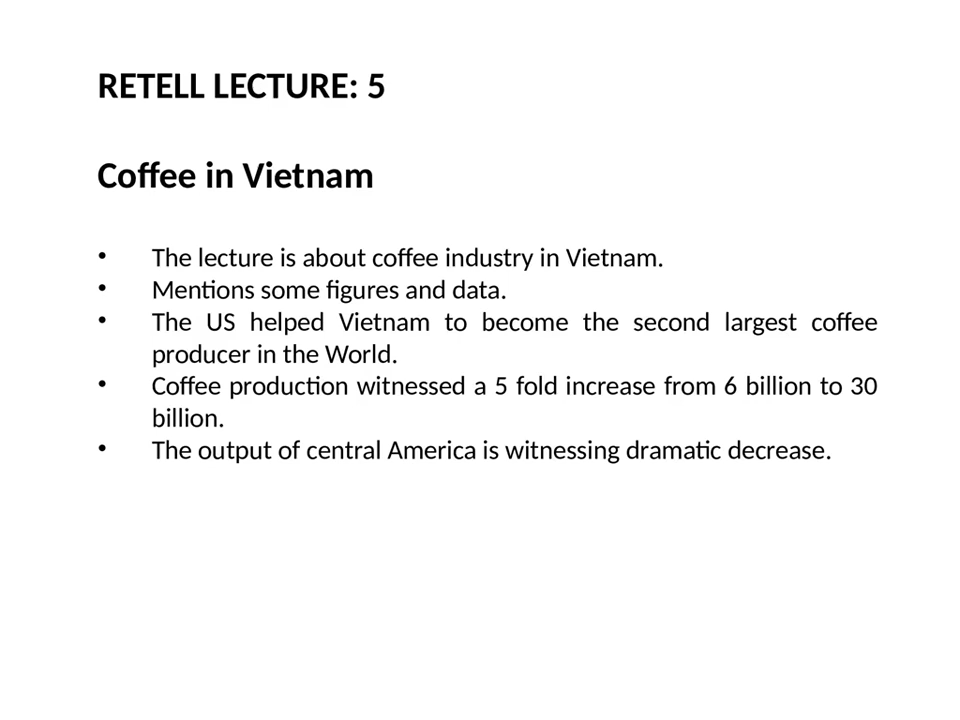 RETELL LECTURE: 5
Coffee in Vietnam
• The lecture is about coffee industry in Vietnam.
• Mentions some figures and data.
• The US helped Vietnam to become the second largest coffee
producer in the World.
• Coffee production witnessed a 5 fold increase from 6 billion to 30
billion.
• The output of central America is witnessing dramatic decrease.